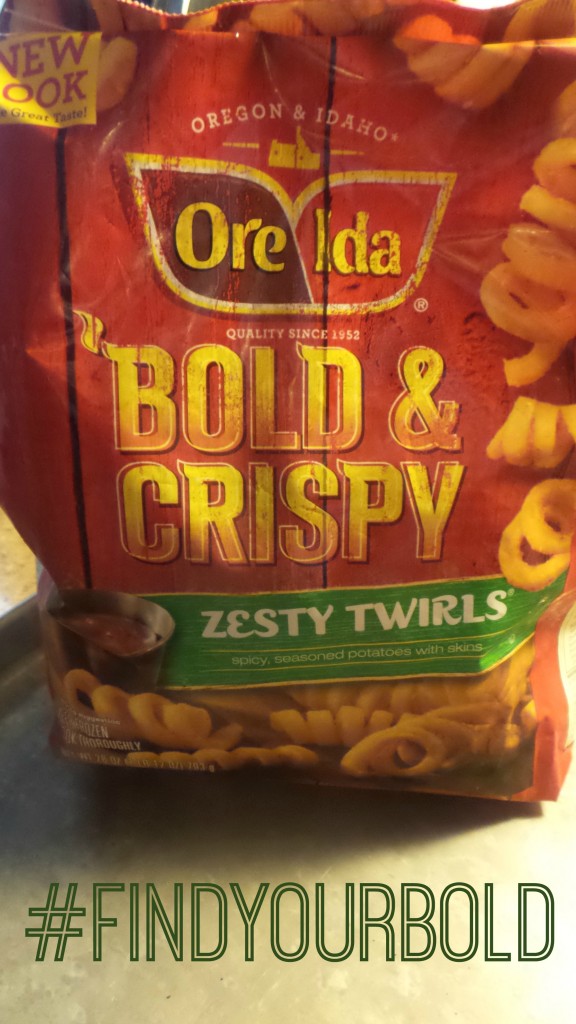 NEW
OOK
Great Taste!
OREGON & IDAHO
Ore Ida
®
QUALITY SINCE 1952
BOLD &
CRISPY
ZESTY TWIRLS®
spicy, seasoned potatoes with skins
THOROUGHLY
#FINDYOURBOLD